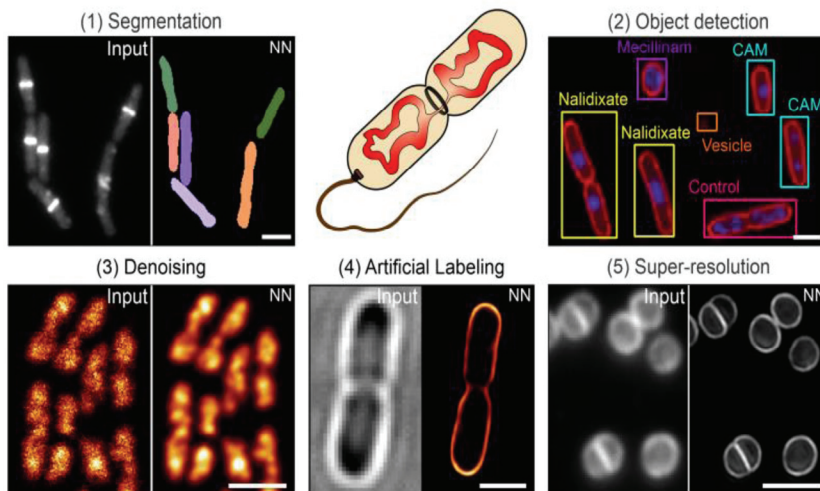 (1) Segmentation
Input
NN
(2) Object detection
Mecillinam
CAM
Nalidixate
Nalidixate
Vesicle
CAM
Control
(3) Denoising
Input
NN
(4) Artificial Labeling
Input
NN
(5) Super-resolution
Input
NN